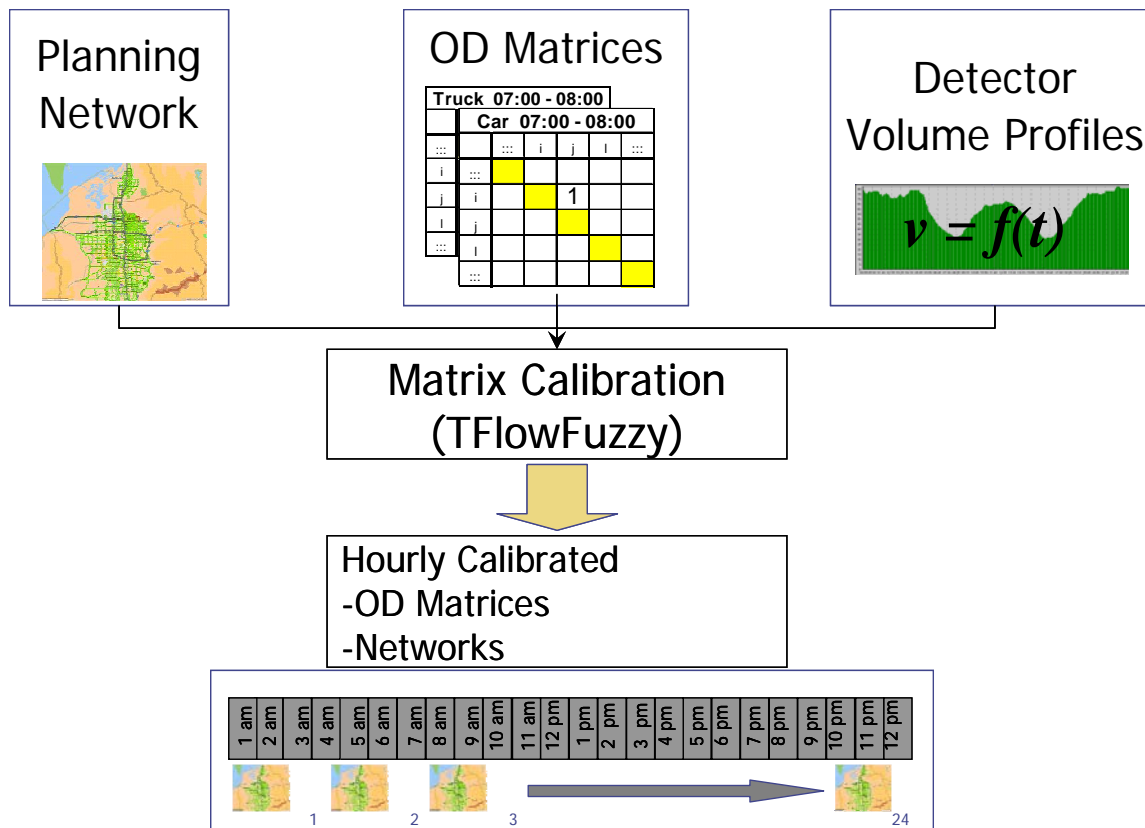 Planning
Network
OD Matrices
Truck 07:00 - 08:00
Car 07:00 - 08:00
::: ::: i j l :::
i :::
j i 1
l j
::: l
:::
Detector
Volume Profiles
v = f(t)
Matrix Calibration
(TFlowFuzzy)
Hourly Calibrated
-OD Matrices
-Networks
1 am 2 am 3 am 4 am 5 am 6 am 7 am 8 am 9 am 10 am 11 am 12 pm 1 pm 2 pm 3 pm 4 pm 5 pm 6 pm 7 pm 8 pm 9 pm 10 pm 11 pm 12 pm
1 2 3 24